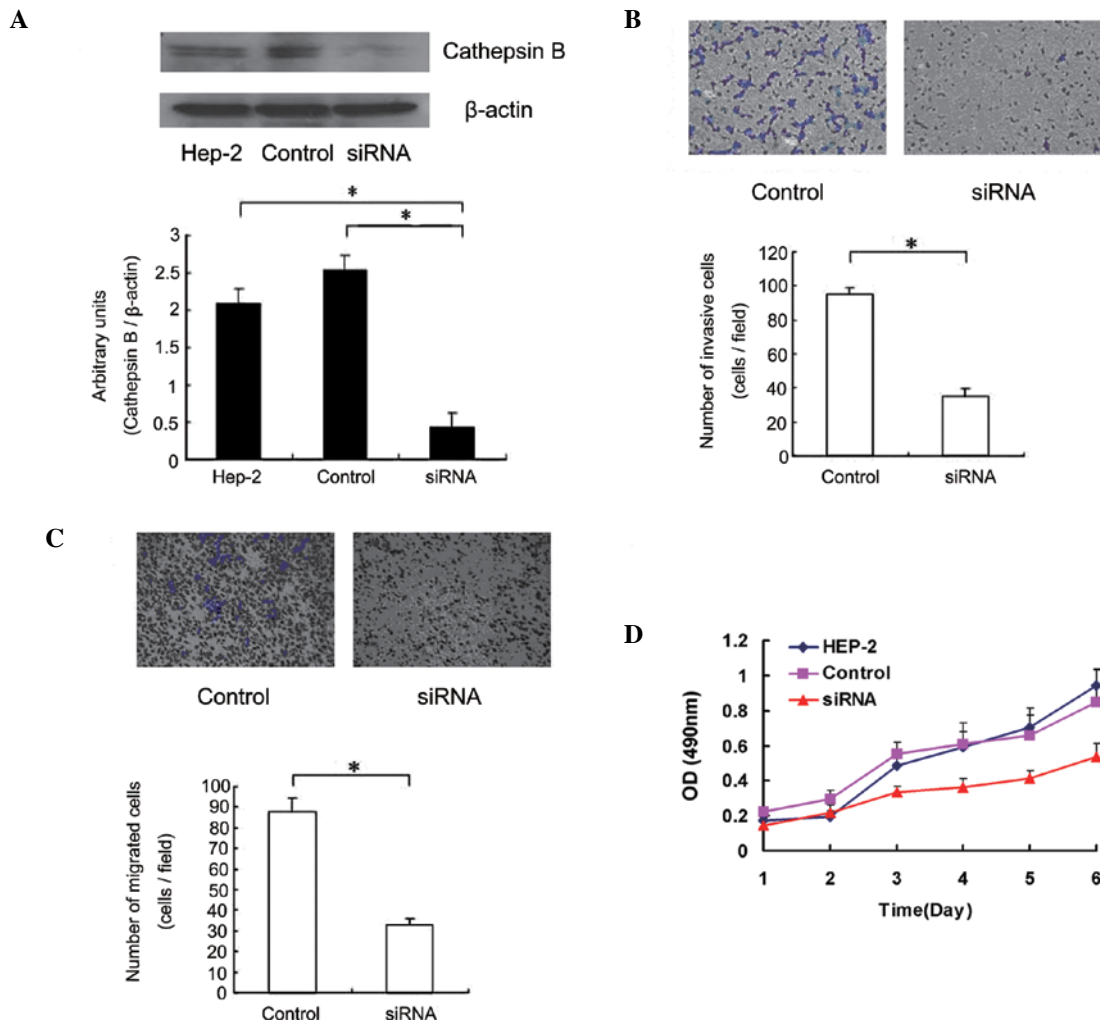 A
Cathepsin B
β-actin
Hep-2 Control siRNA
*
*
Arbitrary units
(Cathepsin B / β-actin)
3
2.5
2
1
0.5
0
Hep-2 Control siRNA
B
Control siRNA
*
Number of invasive cells
(cells / field)
120
100
80
60
40
20
0
Control siRNA
C
Control siRNA
*
Number of migrated cells
(cells / field)
100
90
80
70
60
50
40
30
20
10
0
Control siRNA
D
HEP-2
Control
siRNA
OD (490nm)
1.2
1
0.8
0.6
0.4
0.2
0
1 2 3 4 5 6
Time(Day)